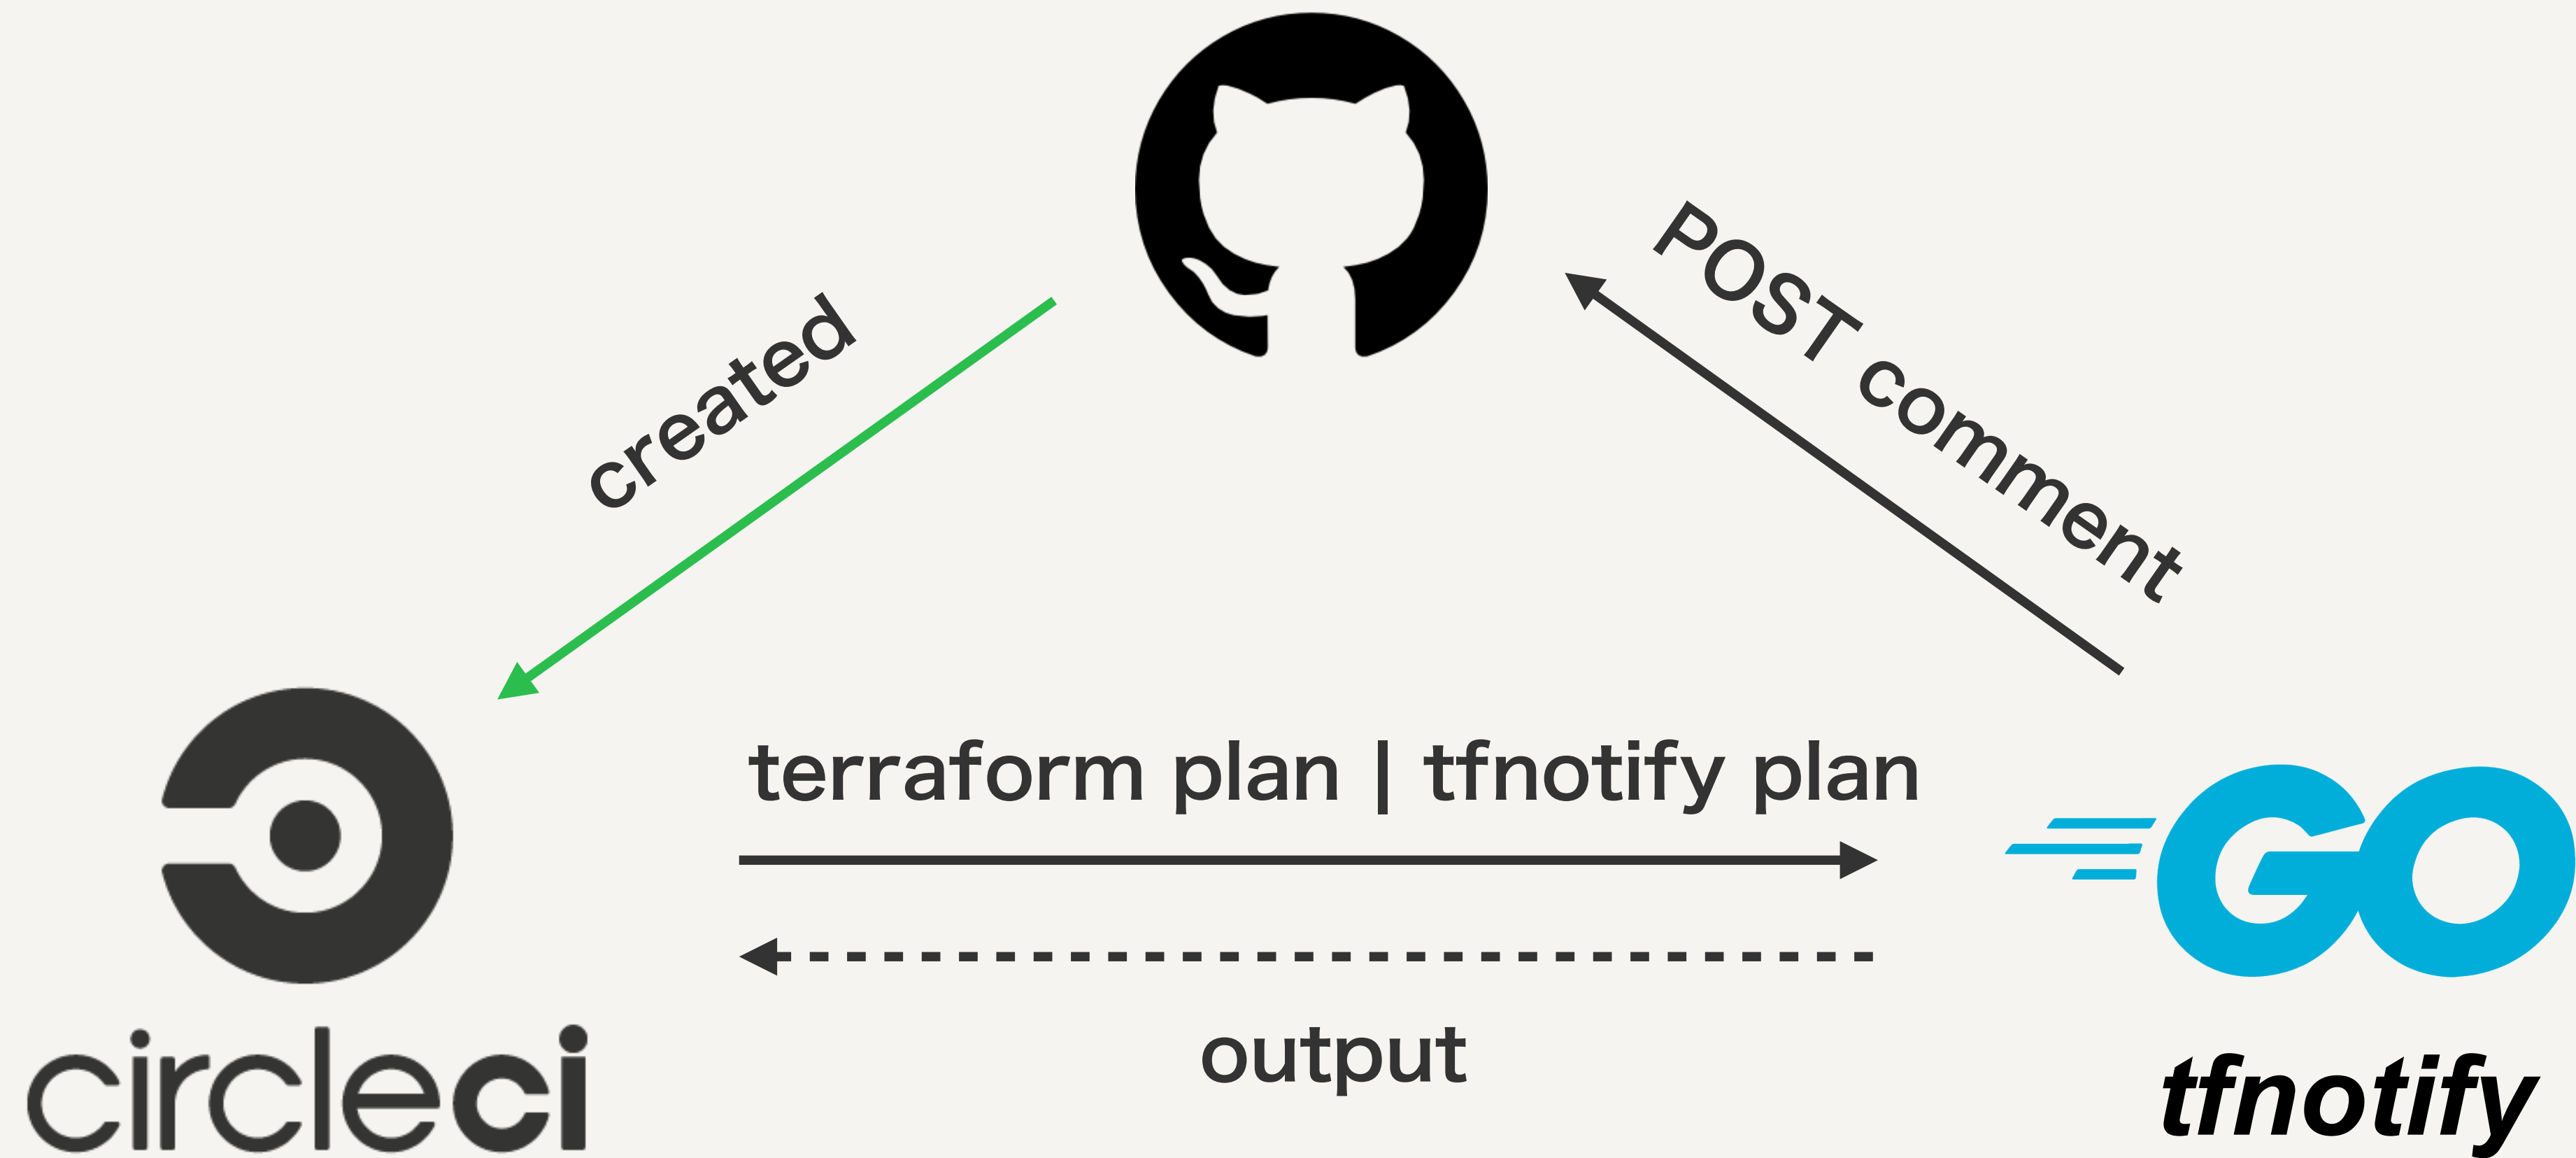 created
POST comment
terraform plan | tfnotify plan
output
circleci
GO
tfnotify